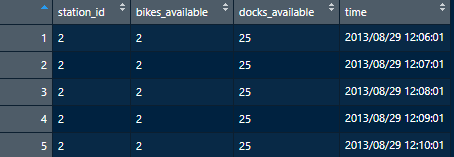 station_id bikes_available docks_available time
1 2 2 25 2013/08/29 12:06:01
2 2 2 25 2013/08/29 12:07:01
3 2 2 25 2013/08/29 12:08:01
4 2 2 25 2013/08/29 12:09:01
5 2 2 25 2013/08/29 12:10:01